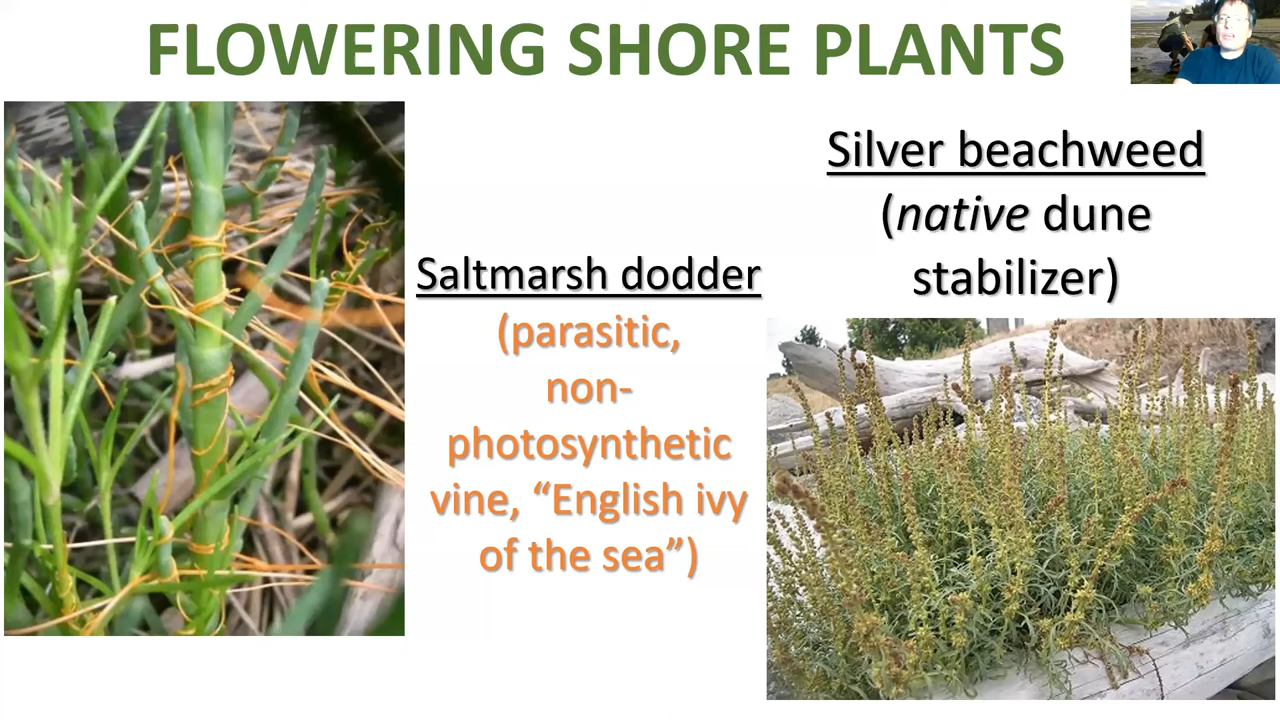 FLOWERING SHORE PLANTS
Saltmarsh dodder
(parasitic,
non-
photosynthetic
vine, “English ivy
of the sea”)
Silver beachweed
(native dune
stabilizer)